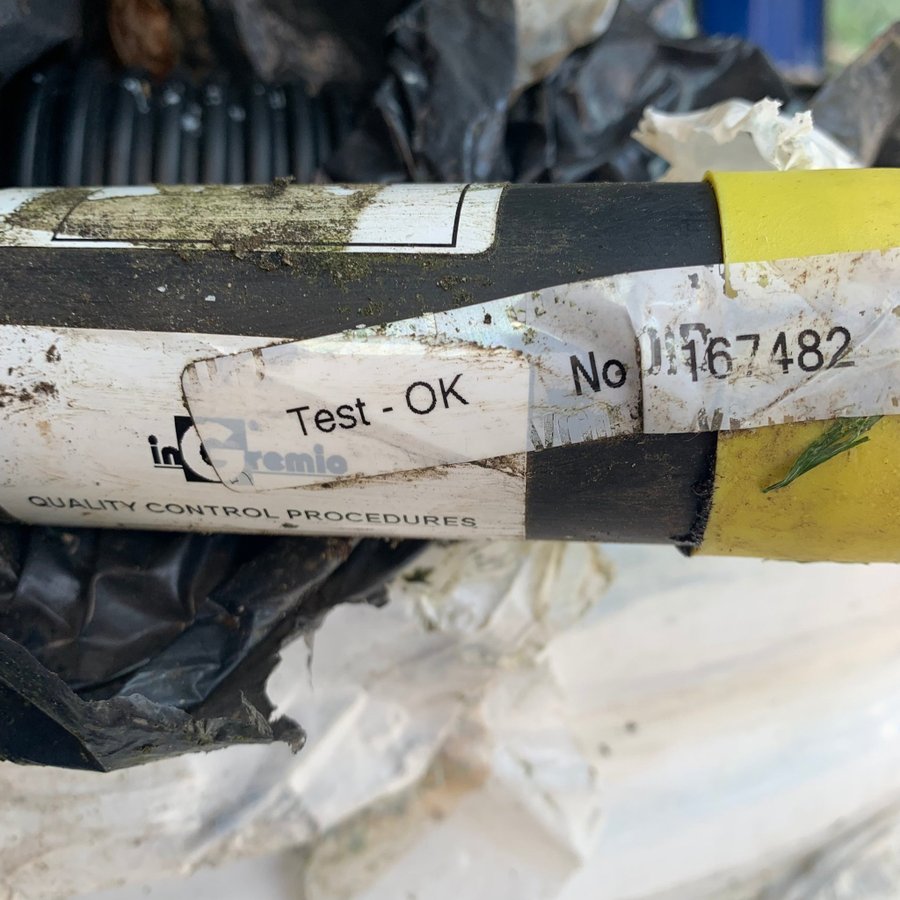 Test - OK
No 167482
inGremio
QUALITY CONTROL PROCEDURES